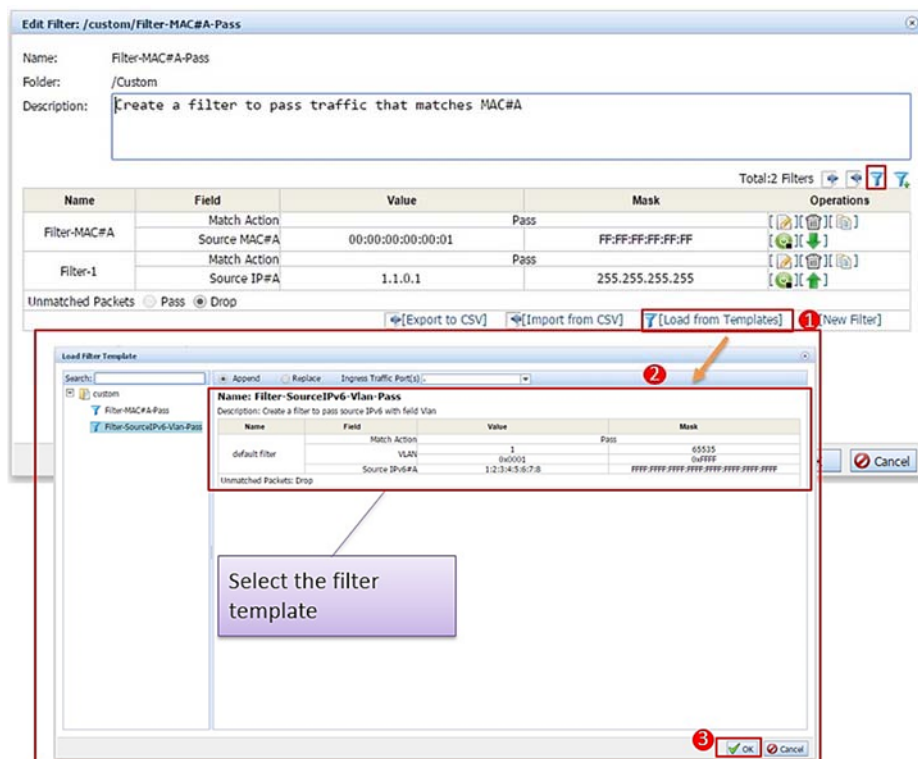 Edit Filter: /custom/Filter-MAC#A-Pass
Name: Filter-MAC#A-Pass
Folder: /Custom
Description: Create a filter to pass traffic that matches MAC#A
Total:2 Filters
Name Field Value Mask Operations
Filter-MAC#A
Match Action Pass
Source MAC#A 00:00:00:00:00:01 FF:FF:FF:FF:FF:FF
Filter-1
Match Action Pass
Source IP#A 1.1.0.1 255.255.255.255
Unmatched Packets Pass Drop
[Export to CSV] [Import from CSV] [Load from Templates] 1 [New Filter]
Load Filter Template
2
Search: Append Replace Ingress Traffic Port(s)
custom
Filter-MAC#A-Pass
Filter-SourceIPv6-Vlan-Pass
Name: Filter-SourceIPv6-Vlan-Pass
Description: Create a filter to pass source IPv6 with feild Vlan
Name Field Value Mask
default filter
Match Action Pass
VLAN 1 65535
0x0001 0xFFFF
Source IPv6#A 1:2:3:4:5:6:7:8 FFFF:FFFF:FFFF:FFFF:FFFF:FFFF:FFFF:FFFF
Unmatched Packets: Drop
Cancel
Select the filter
template
3
OK Cancel